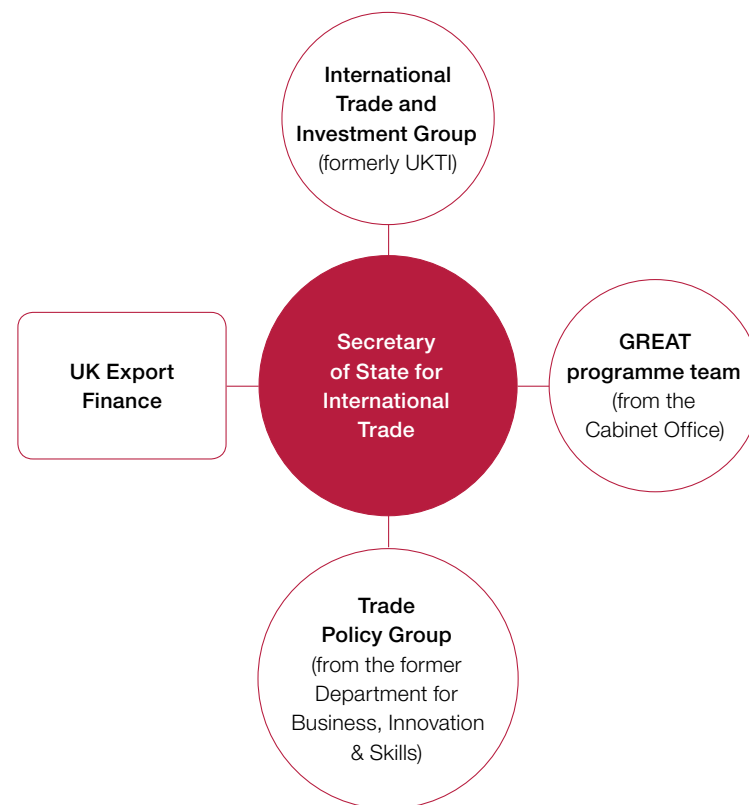 International
Trade and
Investment Group
(formerly UKTI)
UK Export
Finance
Secretary
of State for
International
Trade
GREAT
programme team
(from the
Cabinet Office)
Trade
Policy Group
(from the former
Department for
Business, Innovation
& Skills)